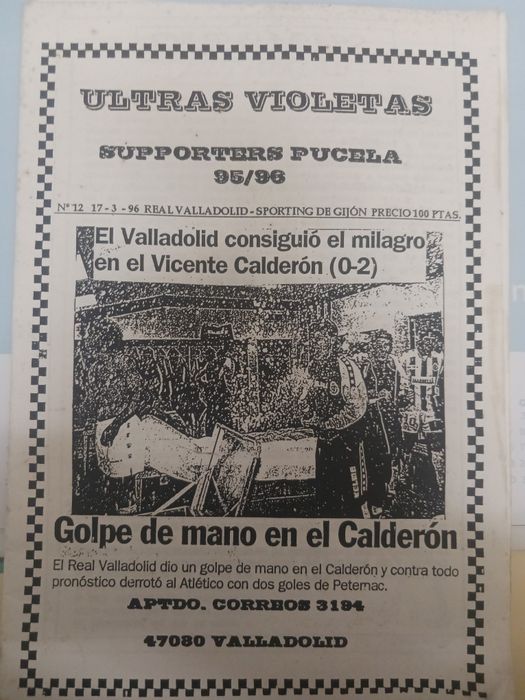 ULTRAS VIOLETAS
SUPPORTERS PUCELA
95/96
Nº 12 17-3-96 REAL VALLADOLID-SPORTING DE GIJÓN PRECIO 100 PTAS.
El Valladolid consiguió el milagro
en el Vicente Calderón (0-2)
MARBELLA
Golpe de mano en el Calderón
El Real Valladolid dio un golpe de mano en el Calderón y contra todo
pronóstico derrotó al Atlético con dos goles de Peternac.
APTDO. CORREOS 3194
47080 VALLADOLID